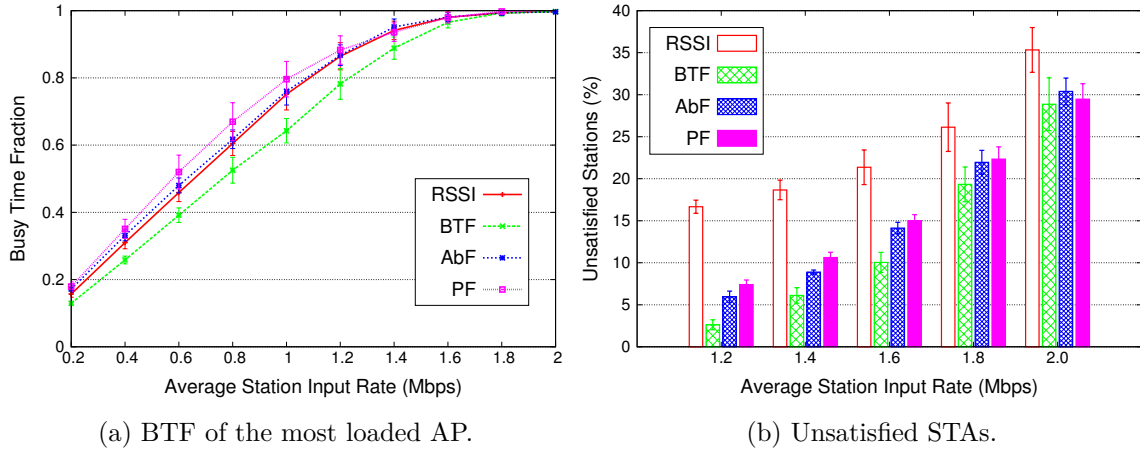 Busy Time Fraction
1
0.8
0.6
0.4
0.2
0
RSSI
BTF
AbF
PF
0.2 0.4 0.6 0.8 1 1.2 1.4 1.6 1.8 2
Average Station Input Rate (Mbps)
(a) BTF of the most loaded AP.
Unsatisfied Stations (%)
40
35
30
25
20
15
10
5
0
RSSI
BTF
AbF
PF
1.2 1.4 1.6 1.8 2.0
Average Station Input Rate (Mbps)
(b) Unsatisfied STAs.